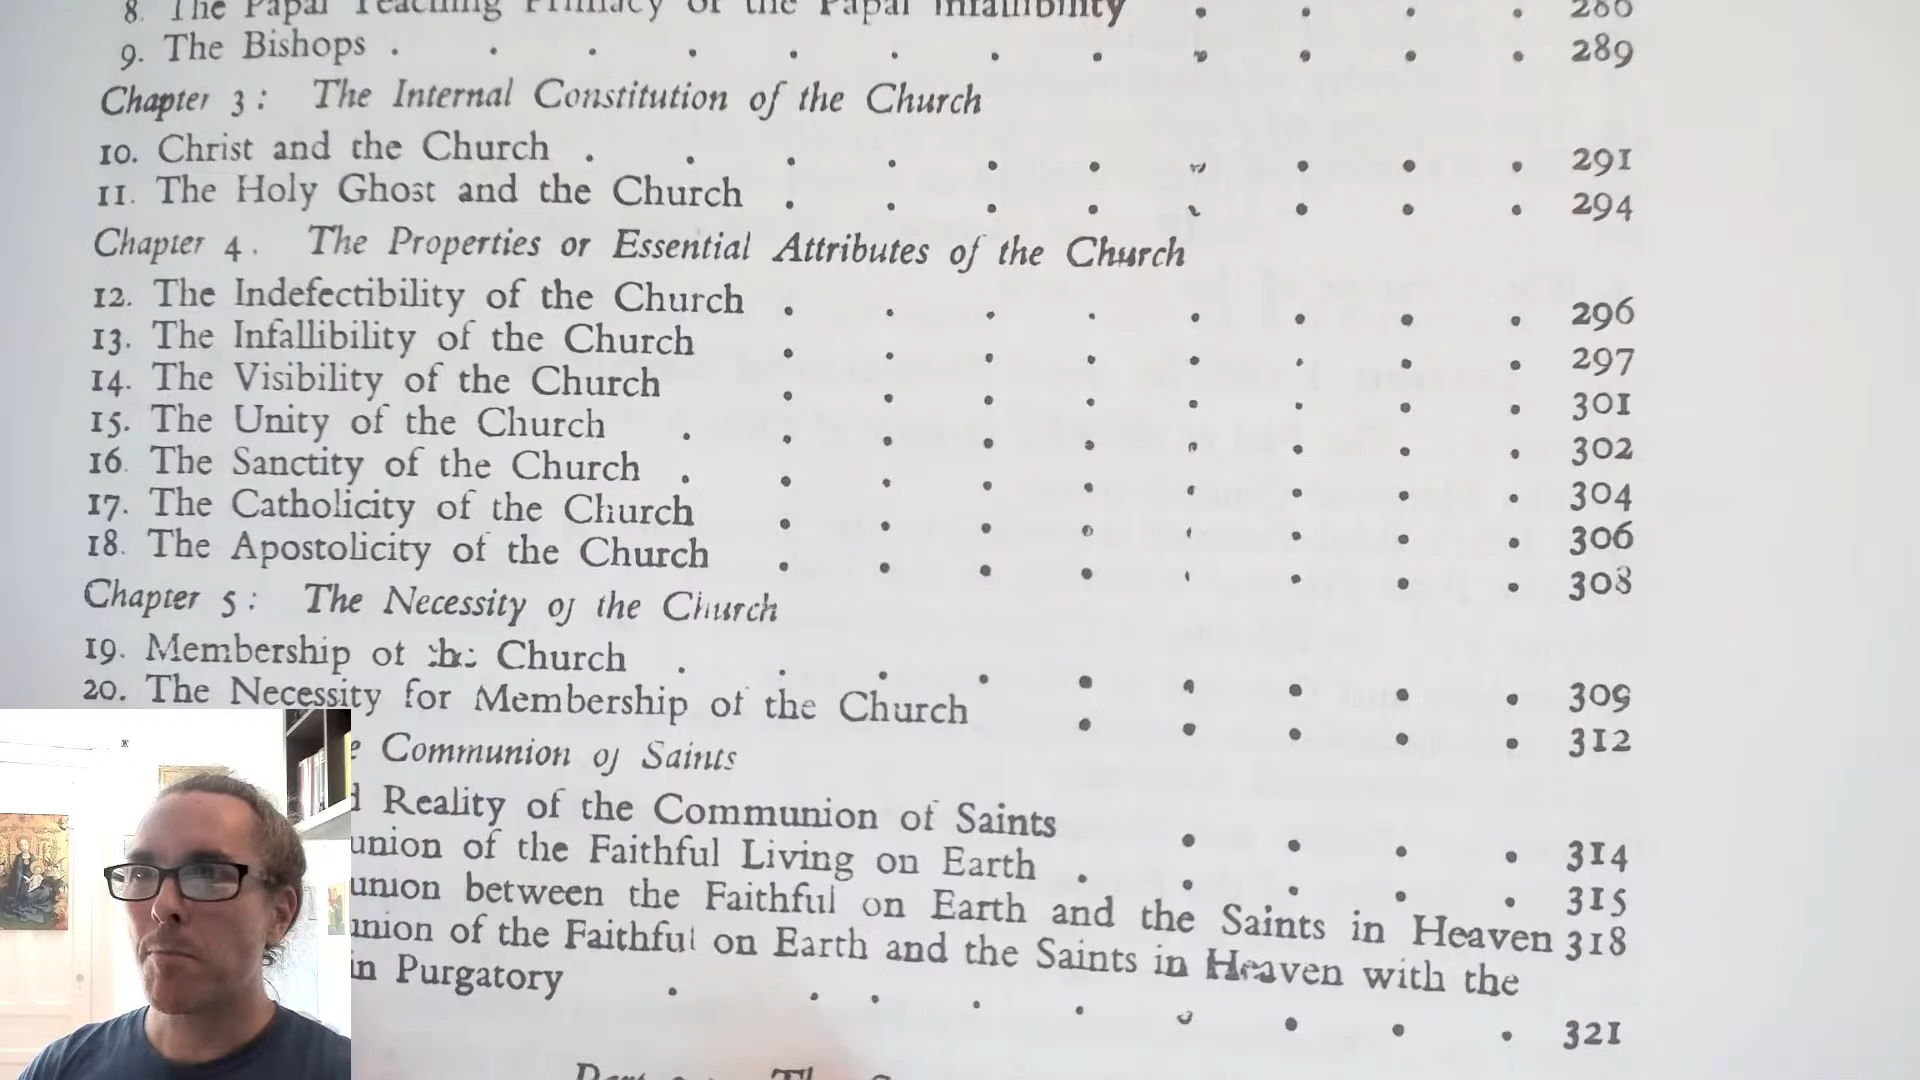 8. The Papal Teaching Primacy or the Papal Infallibility . . . . 286
9. The Bishops . . . . . . . . . . . . 289
Chapter 3: The Internal Constitution of the Church
10. Christ and the Church . . . . . . . . . . 291
11. The Holy Ghost and the Church . . . . . . . . 294
Chapter 4. The Properties or Essential Attributes of the Church
12. The Indefectibility of the Church . . . . . . . . 296
13. The Infallibility of the Church . . . . . . . . 297
14. The Visibility of the Church . . . . . . . . 301
15. The Unity of the Church . . . . . . . . . 302
16. The Sanctity of the Church . . . . . . . . . 304
17. The Catholicity of the Church . . . . . . . . 306
18. The Apostolicity of the Church . . . . . . . . 308
Chapter 5: The Necessity of the Church
19. Membership of the Church . . . . . . . . . 309
20. The Necessity for Membership of the Church . . . . . 312
Communion of Saints
Reality of the Communion of Saints . . . . 314
union of the Faithful Living on Earth . . . . . 315
union between the Faithful on Earth and the Saints in Heaven 318
union of the Faithful on Earth and the Saints in Heaven with the
in Purgatory . . . . . . . . . 321